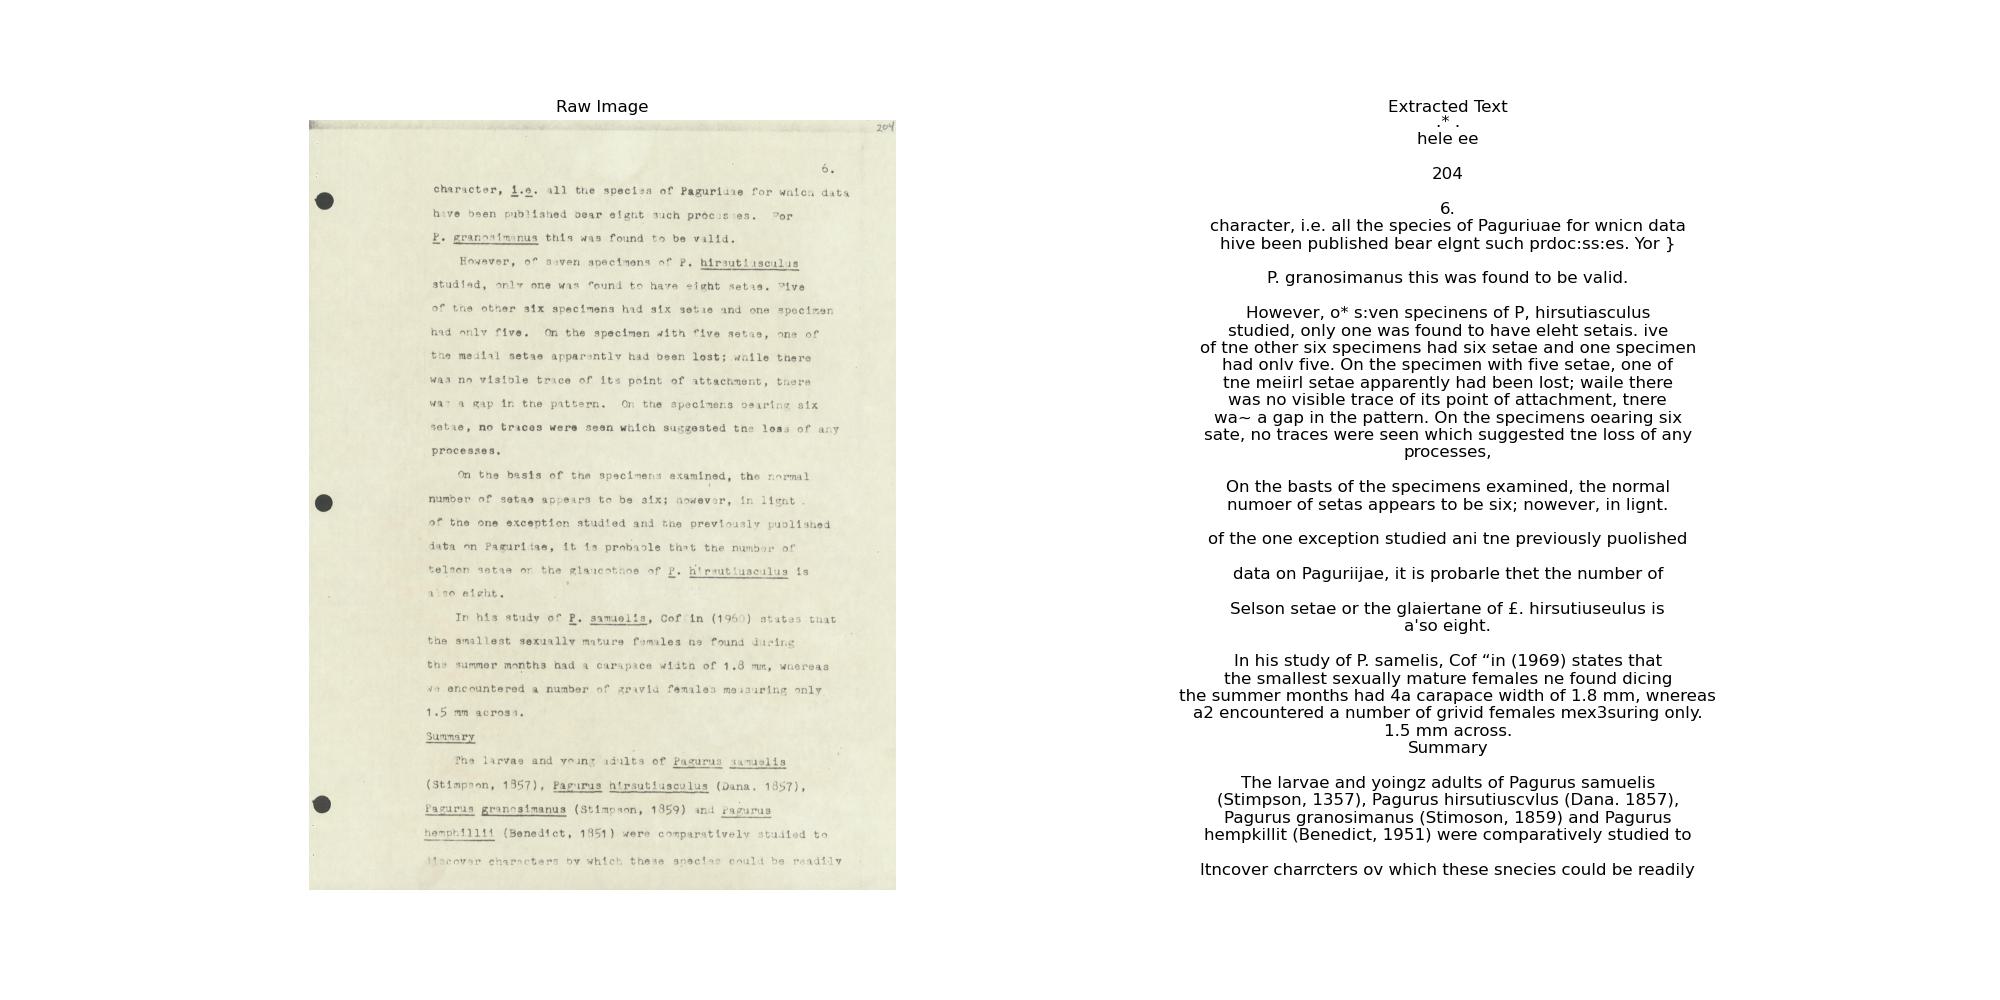 Raw Image
204
6.
character, i.e. all the species of Paguridae for which data
have been published bear eight such processes. For
P. granosimanus this was found to be valid.
However, of seven specimens of P. hirsutiusculus
studied, only one was found to have eight setae. Five
of the other six specimens had six setae and one specimen
had only five. On the specimen with five setae, one of
the medial setae apparently had been lost; while there
was no visible trace of its point of attachment, there
was a gap in the pattern. On the specimens bearing six
setae, no traces were seen which suggested the loss of any
processes.
On the basis of the specimens examined, the normal
number of setae appears to be six; however, in light
of the one exception studied and the previously published
data on Paguridae, it is probable that the number of
telson setae on the glaucothoe of P. hirsutiusculus is
also eight.
In his study of P. samuelis, Coffin (1960) states that
the smallest sexually mature females he found during
the summer months had a carapace width of 1.8 mm, whereas
we encountered a number of gravid females measuring only
1.5 mm across.
Summary
The larvae and young adults of Pagurus samuelis
(Stimpson, 1857), Pagurus hirsutiusculus (Dana. 1857),
Pagurus granosimanus (Stimpson, 1859) and Pagurus
hemphillii (Benedict, 1851) were comparatively studied to
discover characters by which these species could be readily
Extracted Text
.* .
hele ee
204
6.
character, i.e. all the species of Paguriuae for wnicn data
hive been published bear elgnt such prdoc:ss:es. Yor }
P. granosimanus this was found to be valid.
However, o* s:ven specinens of P, hirsutiasculus
studied, only one was found to have eleht setais. ive
of tne other six specimens had six setae and one specimen
had onlv five. On the specimen with five setae, one of
tne meiirl setae apparently had been lost; waile there
was no visible trace of its point of attachment, tnere
wa~ a gap in the pattern. On the specimens oearing six
sate, no traces were seen which suggested tne loss of any
processes,
On the basts of the specimens examined, the normal
numoer of setas appears to be six; nowever, in lignt.
of the one exception studied ani tne previously puolished
data on Paguriijae, it is probarle thet the number of
Selson setae or the glaiertane of £. hirsutiuseulus is
a'so eight.
In his study of P. samelis, Cof “in (1969) states that
the smallest sexually mature females ne found dicing
the summer months had 4a carapace width of 1.8 mm, wnereas
a2 encountered a number of grivid females mex3suring only.
1.5 mm across.
Summary
The larvae and yoingz adults of Pagurus samuelis
(Stimpson, 1357), Pagurus hirsutiuscvlus (Dana. 1857),
Pagurus granosimanus (Stimoson, 1859) and Pagurus
hempkillit (Benedict, 1951) were comparatively studied to
ltncover charrcters ov which these snecies could be readily